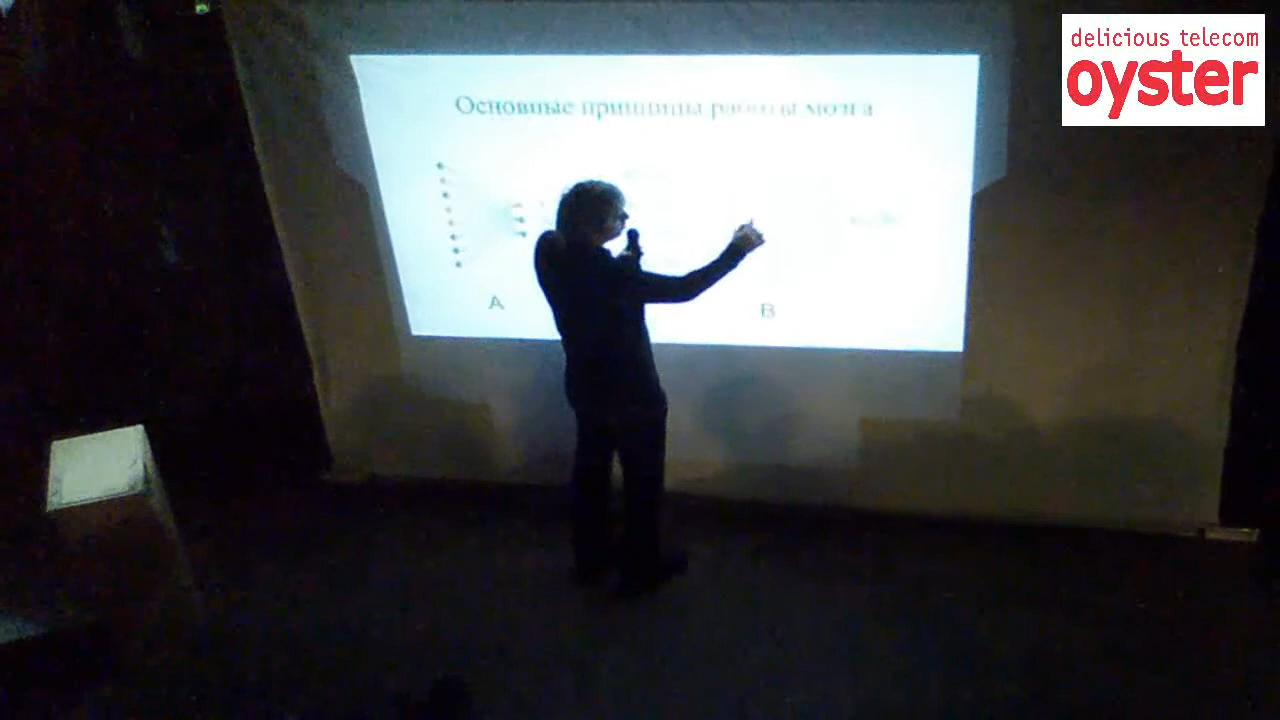 delicious telecom
oyster
Основные принципы работы мозга
A
B